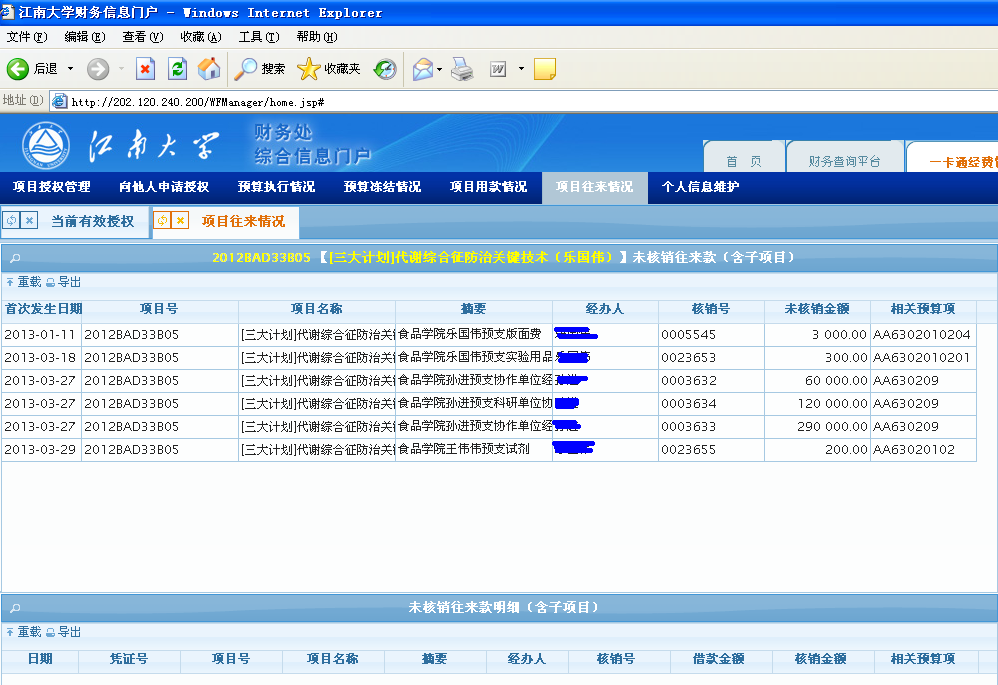 江南大学财务信息门户 - Windows Internet Explorer
文件(F) 编辑(E) 查看(V) 收藏(A) 工具(T) 帮助(H)
后退 搜索 收藏夹
地址(D) http://202.120.240.200/WFManager/home.jsp#
江南大学 财务处
综合信息门户
首 页 财务查询平台 一卡通经费
项目授权管理 向他人申请授权 预算执行情况 预算冻结情况 项目用款情况 项目往来情况 个人信息维护
当前有效授权 项目往来情况
2012BAD33B05 【[三大计划]代谢综合征防治关键技术（乐国伟）】未核销往来款（含子项目）
重载 导出
首次发生日期 项目号 项目名称 摘要 经办人 核销号 未核销金额 相关预算项
2013-01-11 2012BAD33B05 [三大计划]代谢综合征防治关 食品学院乐国伟预支版面费 0005545 3 000.00 AA6302010204
2013-03-18 2012BAD33B05 [三大计划]代谢综合征防治关 食品学院乐国伟预支实验用品 0023653 300.00 AA6302010201
2013-03-27 2012BAD33B05 [三大计划]代谢综合征防治关 食品学院孙进预支协作单位经 0003632 60 000.00 AA630209
2013-03-27 2012BAD33B05 [三大计划]代谢综合征防治关 食品学院孙进预支科研单位协 0003634 120 000.00 AA630209
2013-03-27 2012BAD33B05 [三大计划]代谢综合征防治关 食品学院孙进预支协作单位经 0003633 290 000.00 AA630209
2013-03-29 2012BAD33B05 [三大计划]代谢综合征防治关 食品学院王伟伟预支试剂 0023655 200.00 AA63020102
未核销往来款明细（含子项目）
重载 导出
日期 凭证号 项目号 项目名称 摘要 经办人 核销号 借款金额 核销金额 相关预算项